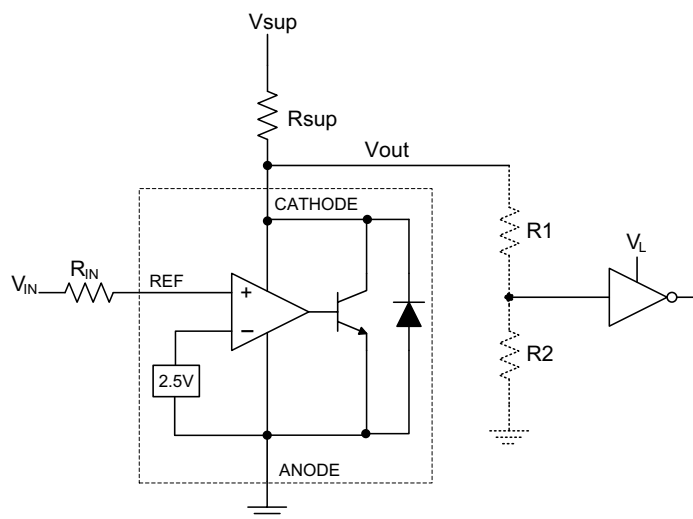 Vsup
Rsup
Vout
CATHODE
R1
RIN
VL
VIN
REF
+
–
R2
2.5V
ANODE